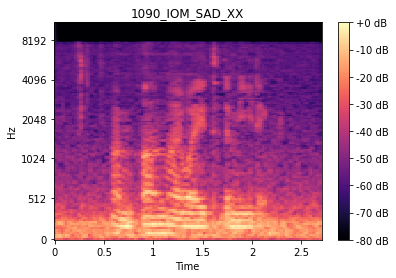 1090_IOM_SAD_XX
+0 dB
8192
-10 dB
4096
-20 dB
-30 dB
2048
Hz
-40 dB
1024
-50 dB
512
-60 dB
-70 dB
0
-80 dB
0 0.5 1 1.5 2 2.5
Time